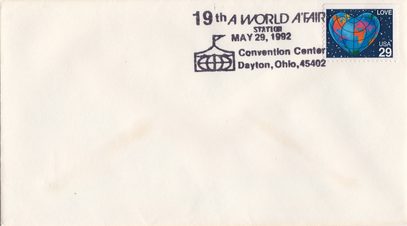 19th A WORLD A'FAIR
STATION
MAY 29, 1992
Convention Center
Dayton, Ohio, 45402
LOVE
USA
29